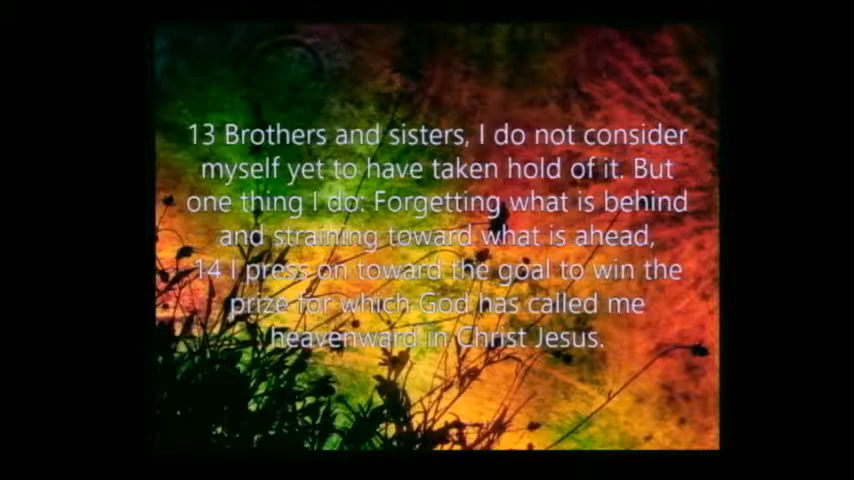 13 Brothers and sisters, I do not consider
myself yet to have taken hold of it. But
one thing I do: Forgetting what is behind
and straining toward what is ahead,
14 I press on toward the goal to win the
prize for which God has called me
heavenward in Christ Jesus.